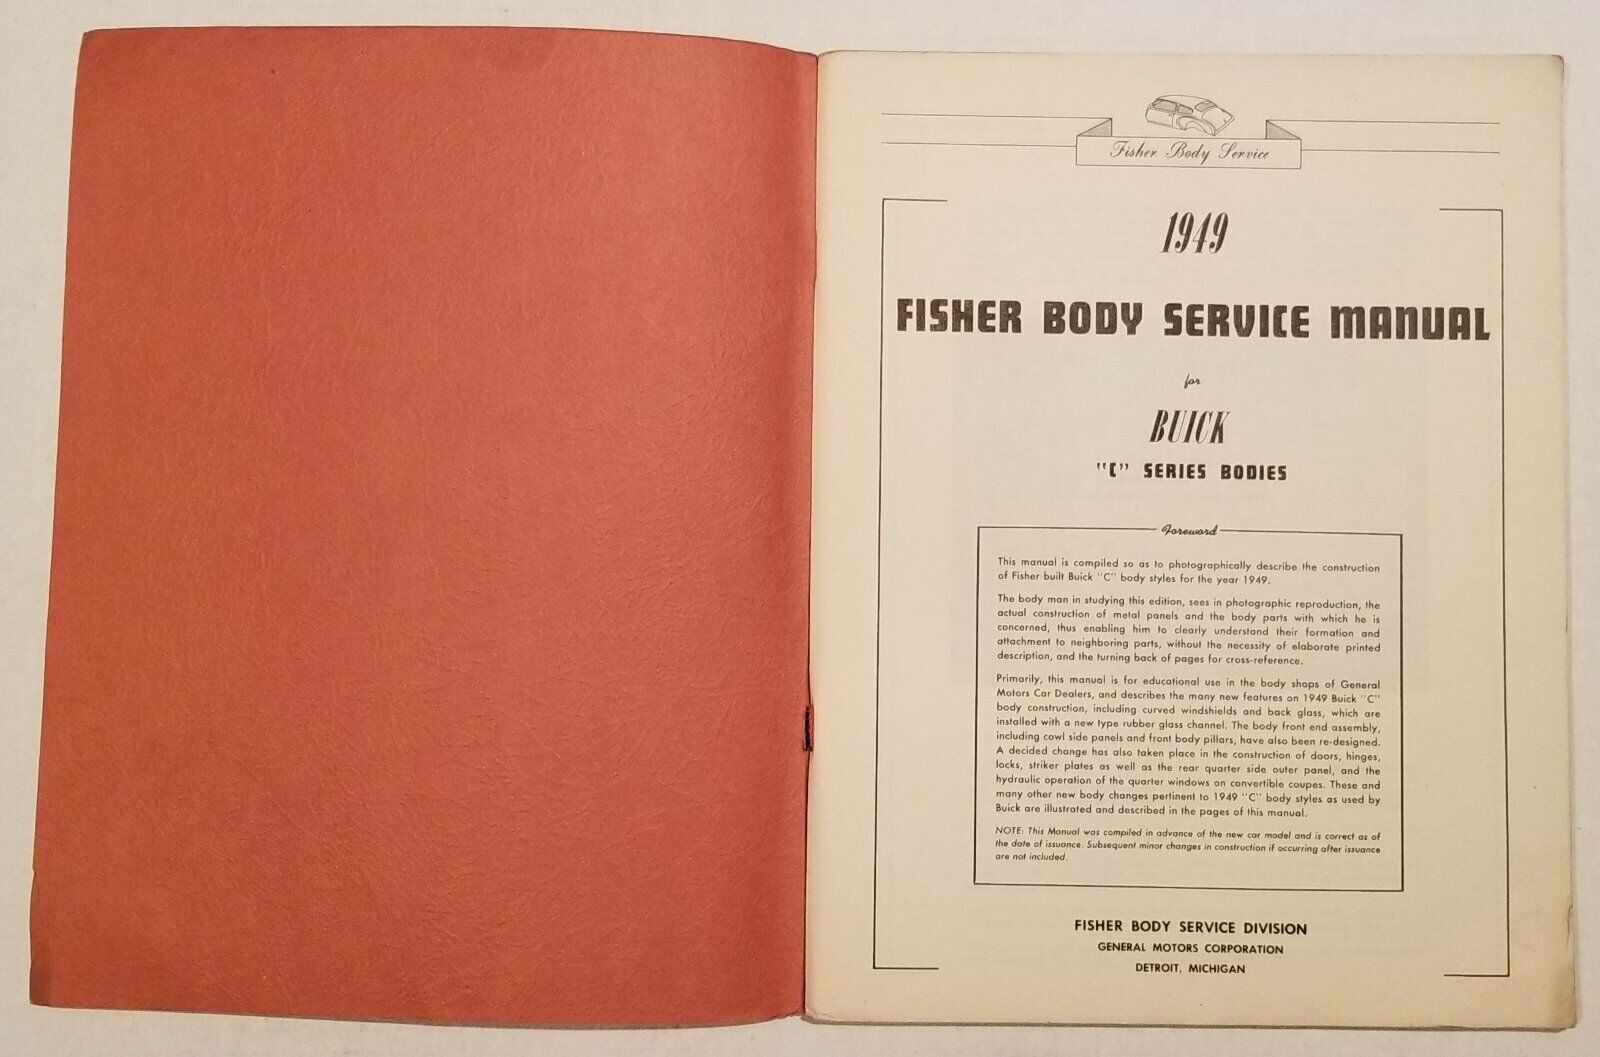 Fisher Body Service
1949
FISHER BODY SERVICE MANUAL
for
BUICK
"C" SERIES BODIES
Foreword
This manual is compiled so as to photographically describe the construction
of Fisher built Buick "C" body styles for the year 1949.
The body man in studying this edition, sees in photographic reproduction, the
actual construction of metal panels and the body parts with which he is
concerned, thus enabling him to clearly understand their formation and
attachment to neighboring parts, without the necessity of elaborate printed
description, and the turning back of pages for cross-reference.
Primarily, this manual is for educational use in the body shops of General
Motors Car Dealers, and describes the many new features on 1949 Buick "C"
body construction, including curved windshields and back glass, which are
installed with a new type rubber glass channel. The body front end assembly,
including cowl side panels and front body pillars, have also been re-designed.
A decided change has also taken place in the construction of doors, hinges,
locks, striker plates as well as the rear quarter side outer panel, and the
hydraulic operation of the quarter windows on convertible coupes. These and
many other new body changes pertinent to 1949 "C" body styles as used by
Buick are illustrated and described in the pages of this manual.
NOTE: This Manual was compiled in advance of the new car model and is correct as of
the date of issuance. Subsequent minor changes in construction if occurring after issuance
are not included.
FISHER BODY SERVICE DIVISION
GENERAL MOTORS CORPORATION
DETROIT, MICHIGAN